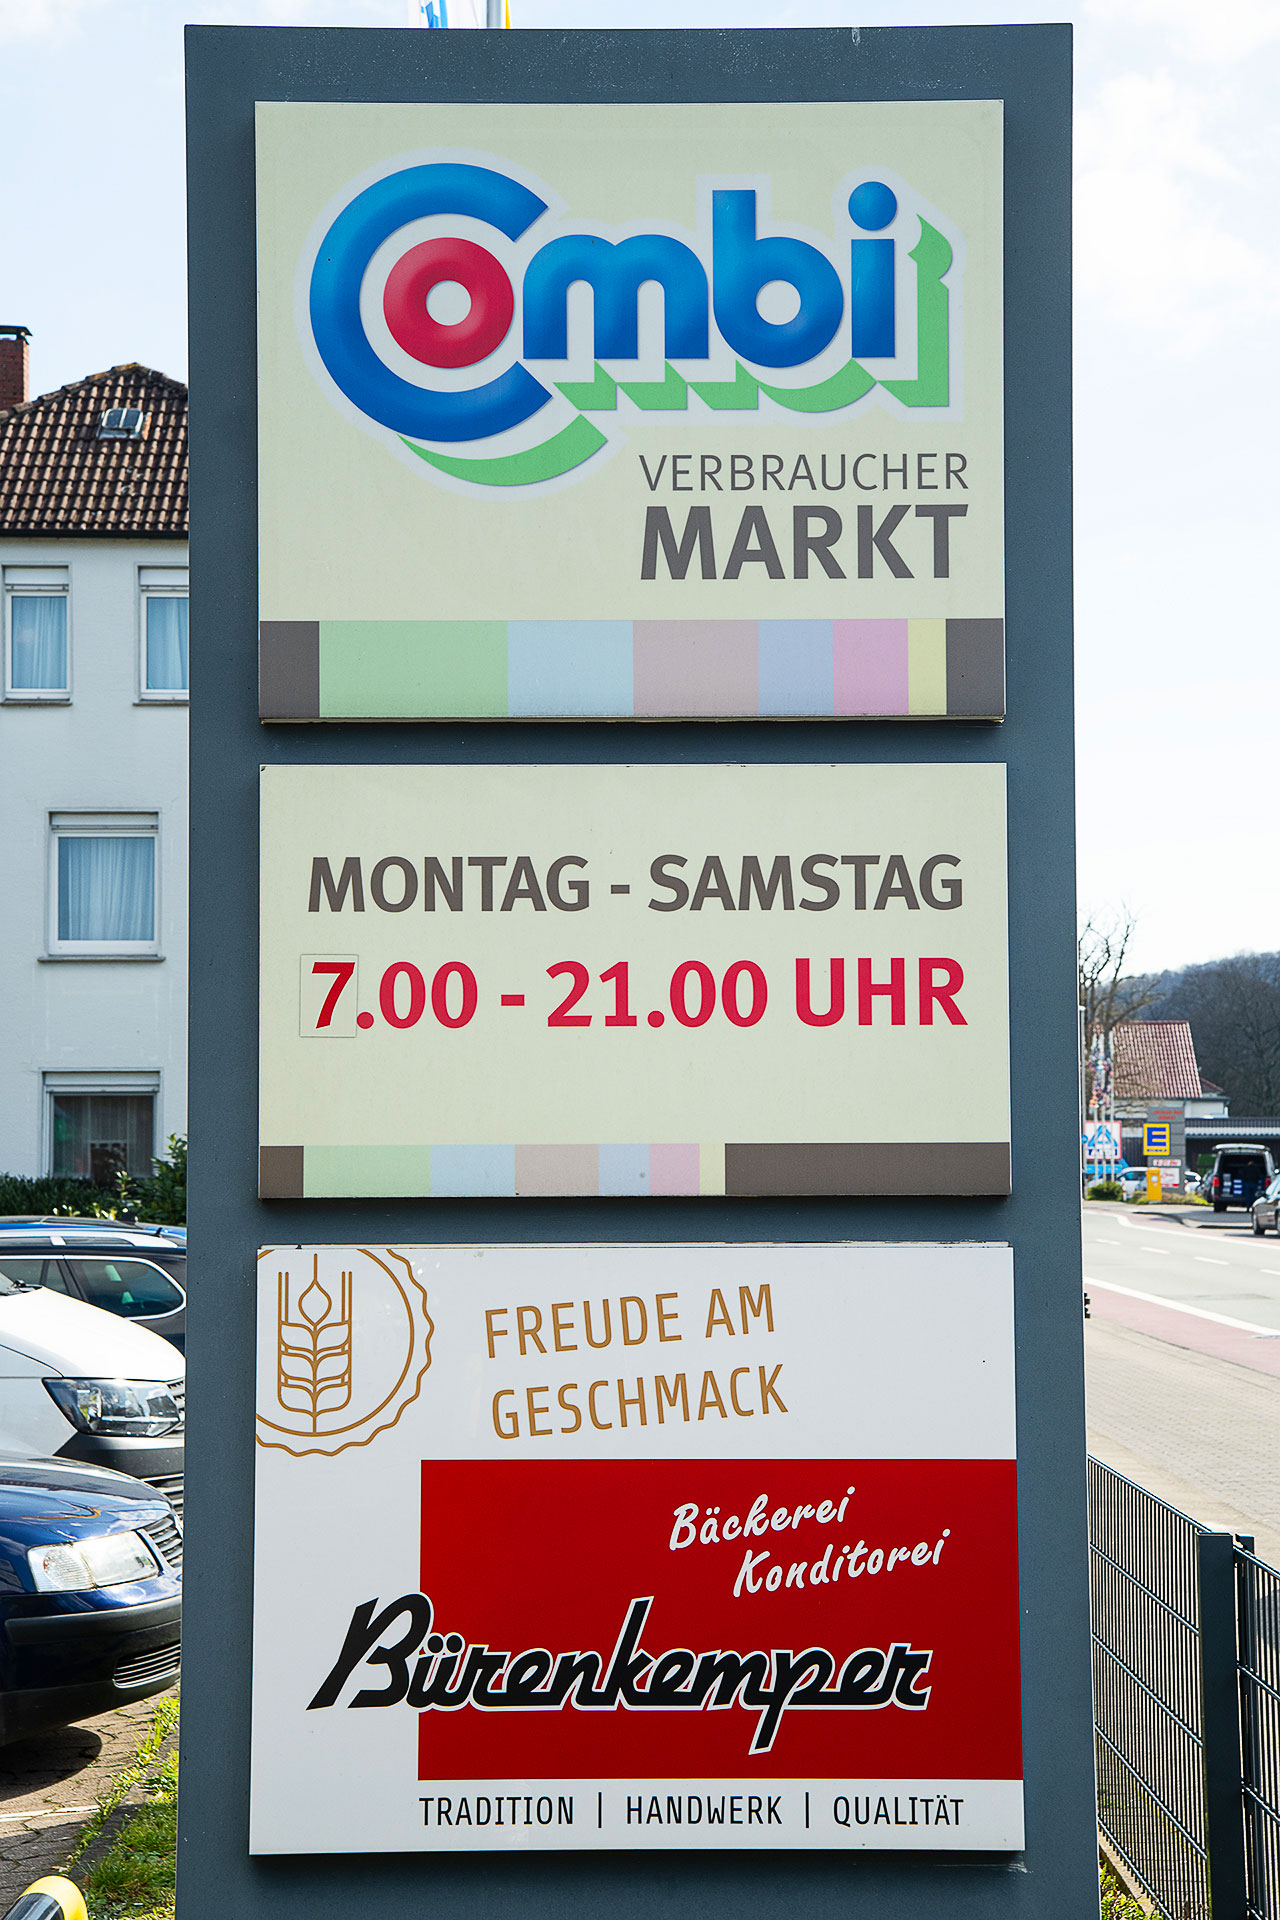 Combi
VERBRAUCHER
MARKT
MONTAG - SAMSTAG
7.00 - 21.00 UHR
FREUDE AM
GESCHMACK
Bäckerei
Konditorei
Bürenkemper
TRADITION | HANDWERK | QUALITÄT
E